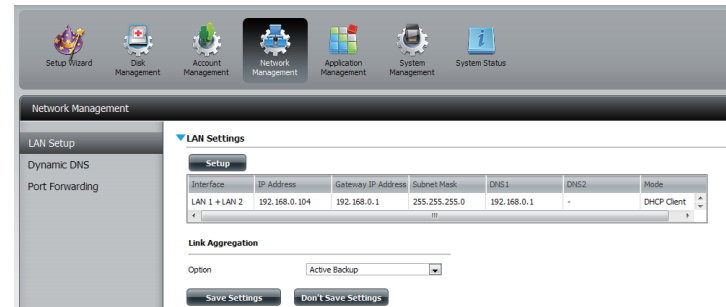 Setup Wizard
Disk Management
Account Management
Network Management
Application Management
System Management
System Status
Network Management
LAN Setup
Dynamic DNS
Port Forwarding
LAN Settings
Setup
Interface IP Address Gateway IP Address Subnet Mask DNS1 DNS2 Mode
LAN 1 + LAN 2 192.168.0.104 192.168.0.1 255.255.255.0 192.168.0.1 - DHCP Client
Link Aggregation
Option Active Backup
Save Settings Don't Save Settings